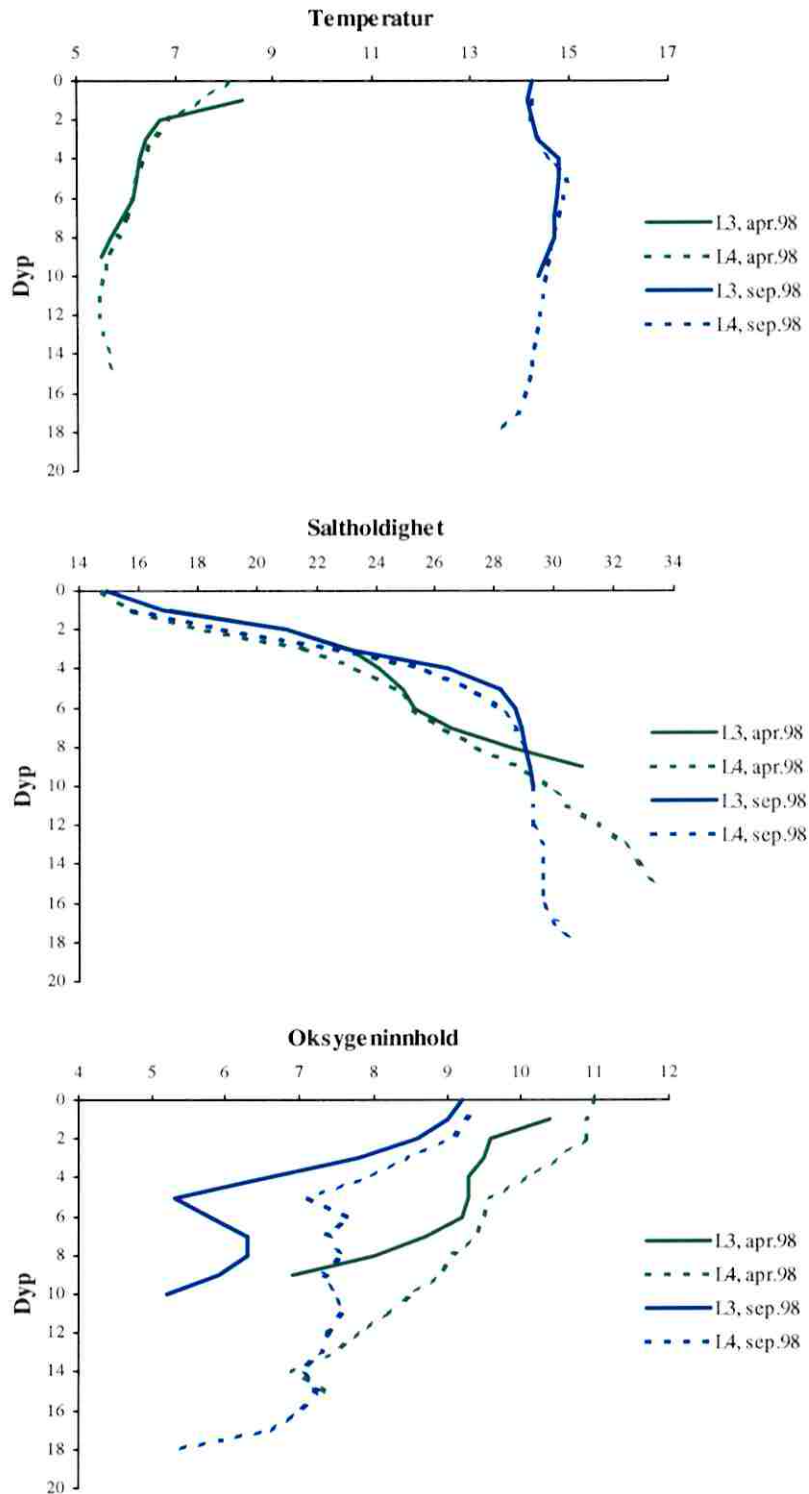 Temperatur
5 7 9 11 13 15 17
0
2
4
6
8
10
12
14
16
18
20
Dyp
L3, apr.98
L4, apr.98
L3, sep.98
L4, sep.98
Saltholdighet
14 16 18 20 22 24 26 28 30 32 34
0
2
4
6
8
10
12
14
16
18
20
Dyp
L3, apr.98
L4, apr.98
L3, sep.98
L4, sep.98
Oksygeninnhold
4 5 6 7 8 9 10 11 12
0
2
4
6
8
10
12
14
16
18
20
Dyp
L3, apr.98
L4, apr.98
L3, sep.98
L4, sep.98